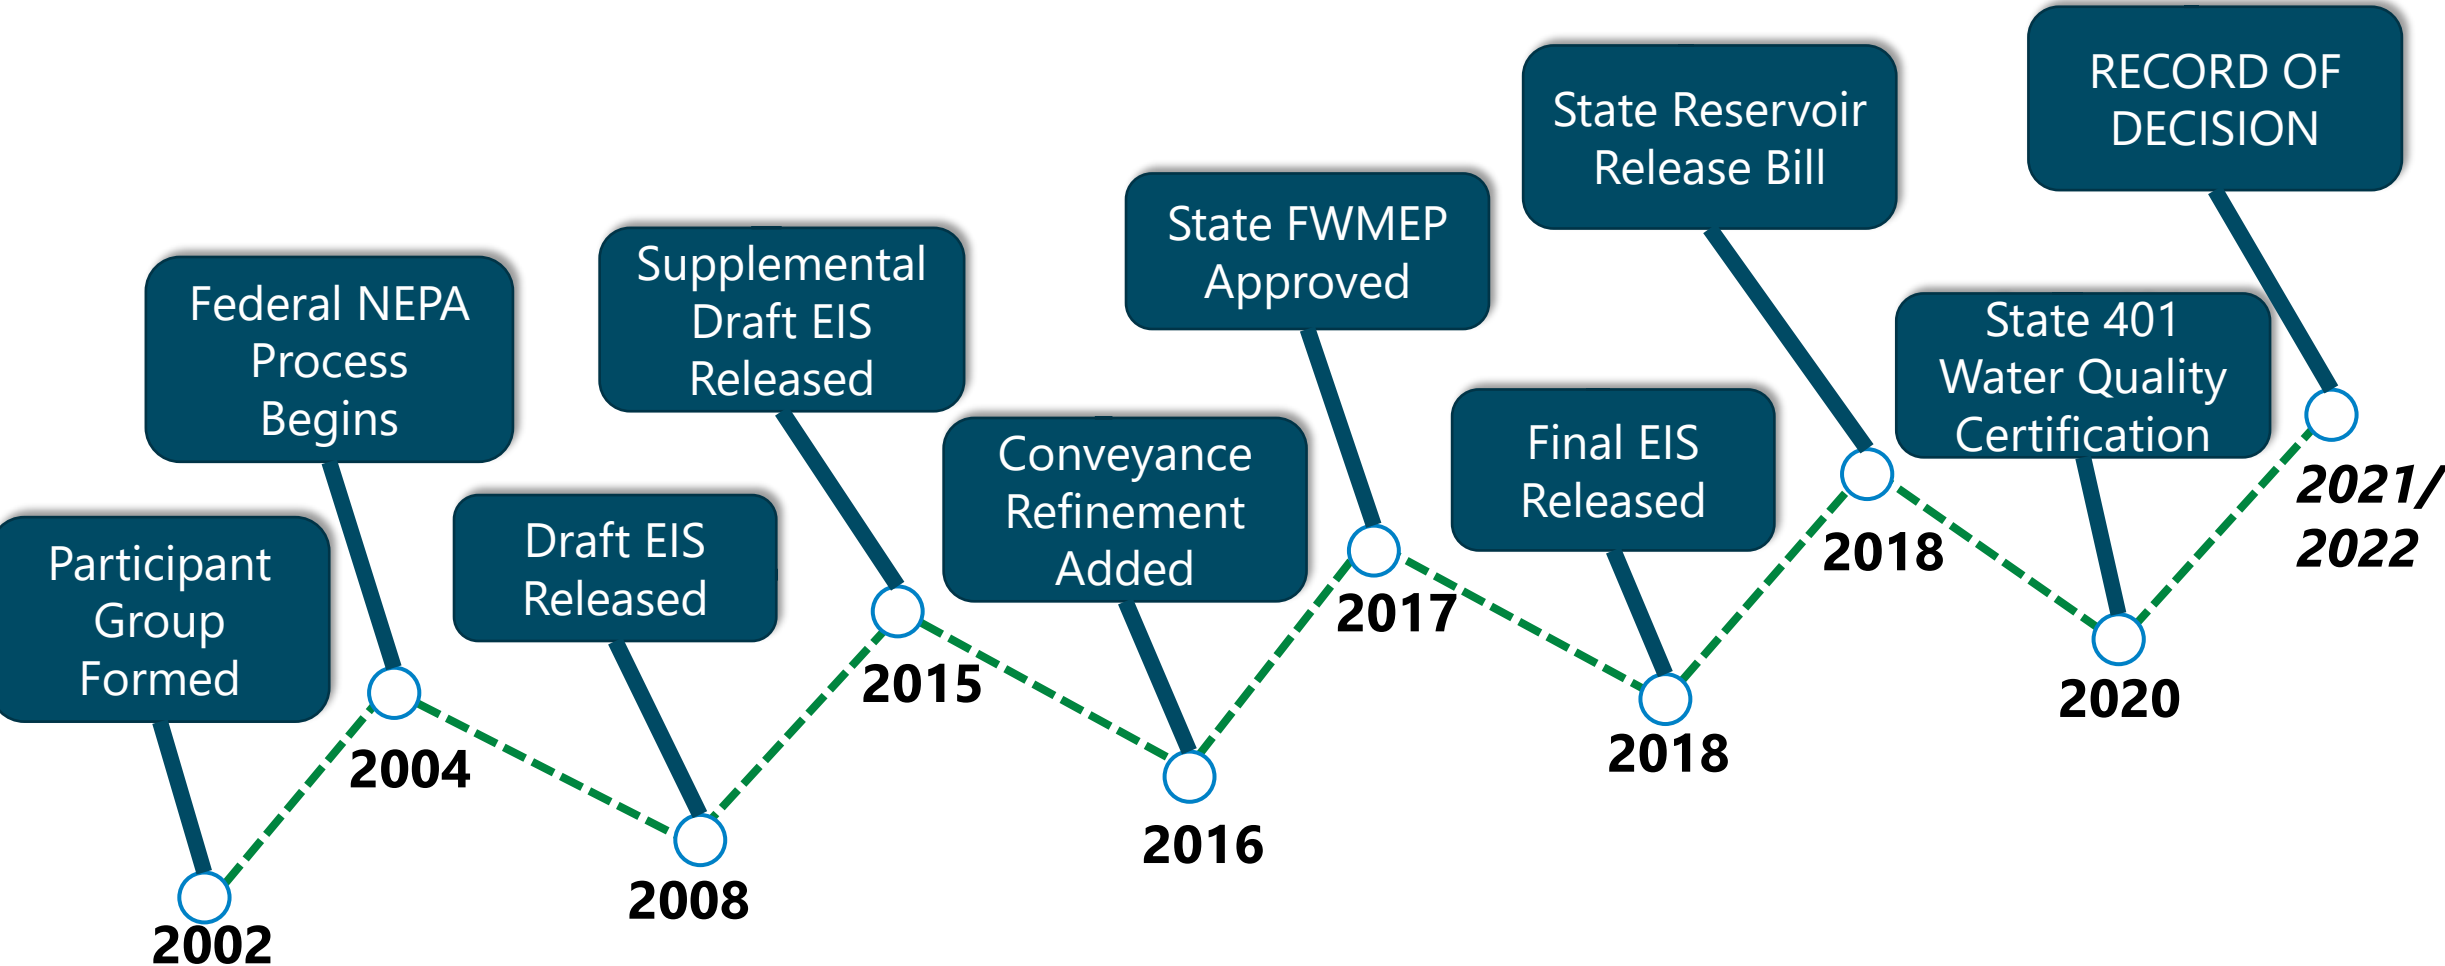 Participant
Group
Formed
2002
Federal NEPA
Process
Begins
2004
Draft EIS
Released
2008
Supplemental
Draft EIS
Released
2015
Conveyance
Refinement
Added
2016
State FWMEP
Approved
2017
Final EIS
Released
2018
State Reservoir
Release Bill
2018
State 401
Water Quality
Certification
2020
RECORD OF
DECISION
2021/
2022